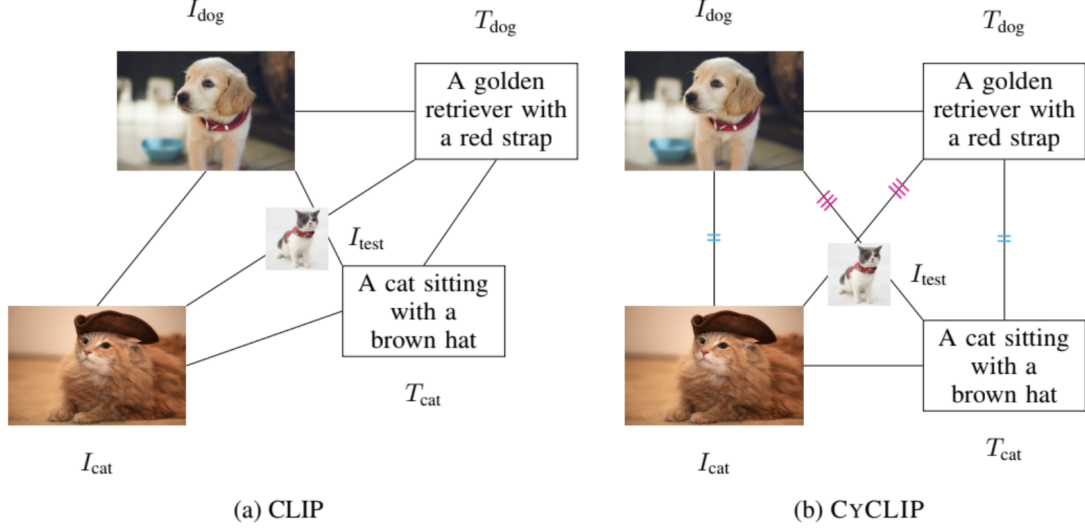 I_dog
T_dog
A golden
retriever with
a red strap
I_test
A cat sitting
with a
brown hat
T_cat
I_cat
(a) CLIP
I_dog
T_dog
A golden
retriever with
a red strap
I_test
A cat sitting
with a
brown hat
T_cat
I_cat
(b) CYCLIP